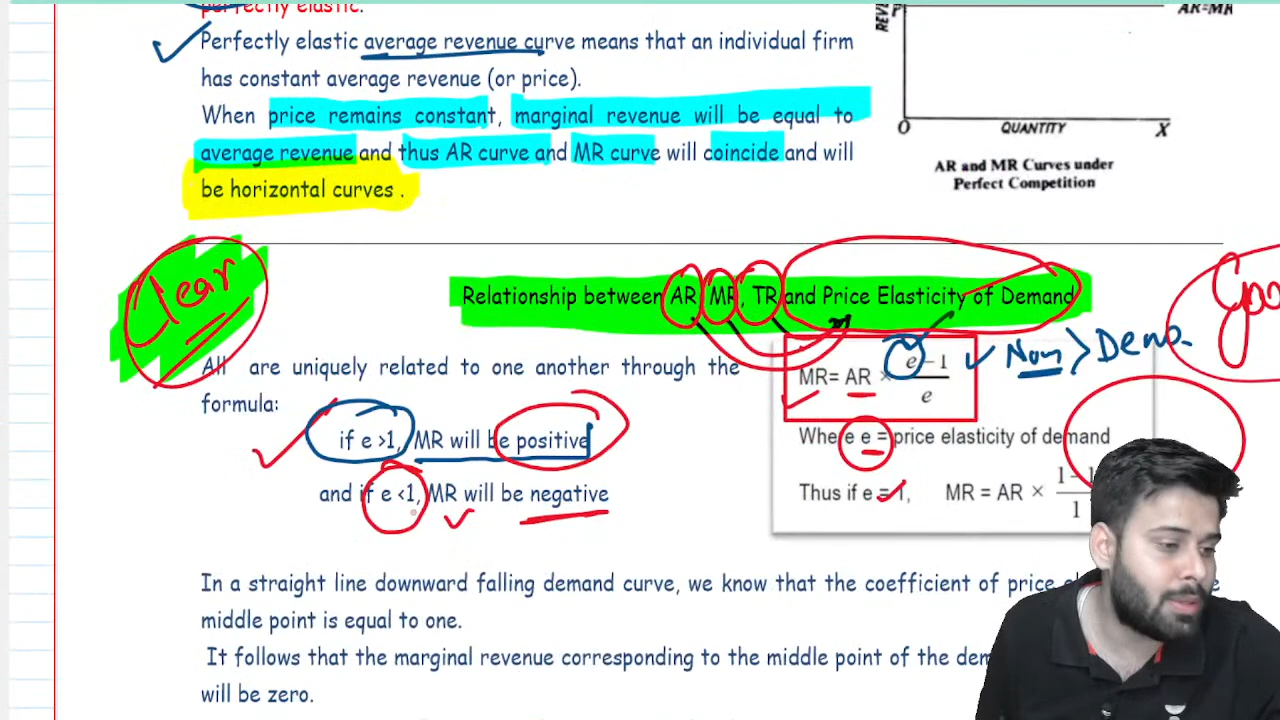 perfectly elastic.
Perfectly elastic average revenue curve means that an individual firm
has constant average revenue (or price).
When price remains constant, marginal revenue will be equal to
average revenue and thus AR curve and MR curve will coincide and will
be horizontal curves .
P
AR=MR
O
QUANTITY
X
AR and MR Curves under
Perfect Competition
Clear
Relationship between AR, MR, TR and Price Elasticity of Demand
All are uniquely related to one another through the
formula:
if e >1, MR will be positive
and if e <1, MR will be negative
MR= AR × e−1
e
Num > Deno.
Where e = price elasticity of demand
Thus if e = 1, MR = AR × 1−
1
In a straight line downward falling demand curve, we know that the coefficient of price
middle point is equal to one.
It follows that the marginal revenue corresponding to the middle point of the
will be zero.